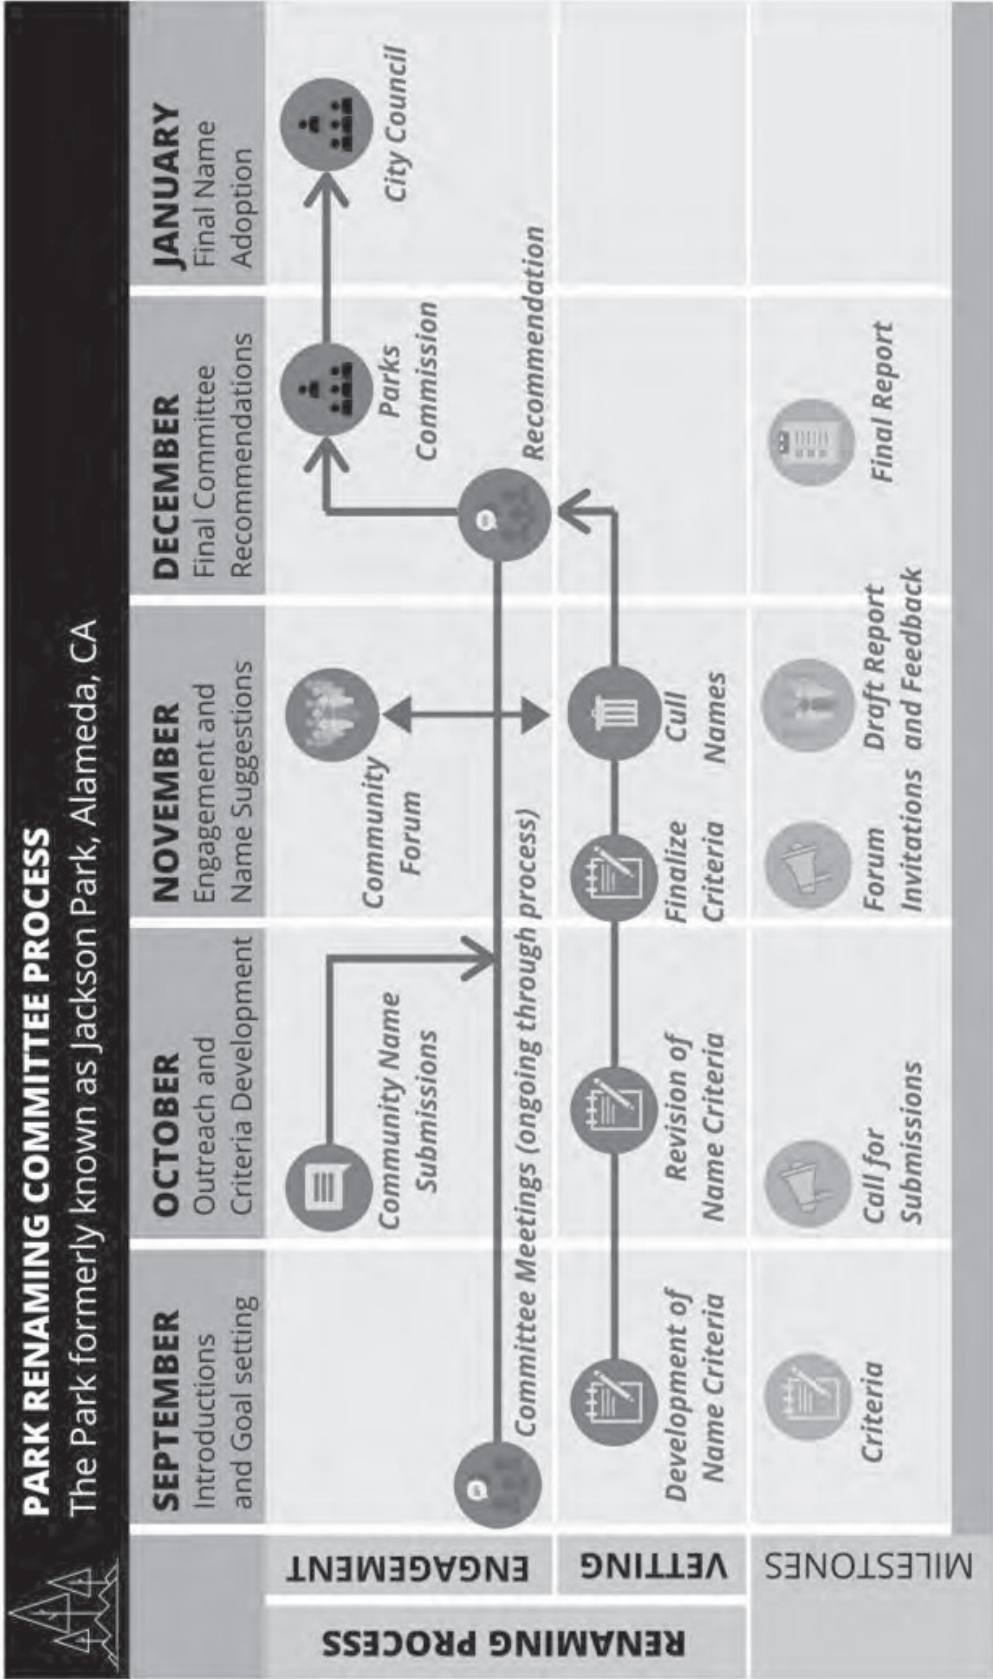 PARK RENAMING COMMITTEE PROCESS
The Park formerly known as Jackson Park, Alameda, CA
SEPTEMBER
Introductions
and Goal setting
OCTOBER
Outreach and
Criteria Development
NOVEMBER
Engagement and
Name Suggestions
DECEMBER
Final Committee
Recommendations
JANUARY
Final Name
Adoption
RENAMING PROCESS
ENGAGEMENT
Community Name
Submissions
Community
Forum
Parks
Commission
City Council
Committee Meetings (ongoing through process)
Recommendation
VETTING
Development of
Name Criteria
Revision of
Name Criteria
Finalize
Criteria
Cull
Names
MILESTONES
Criteria
Call for
Submissions
Forum
Invitations
Draft Report
and Feedback
Final Report